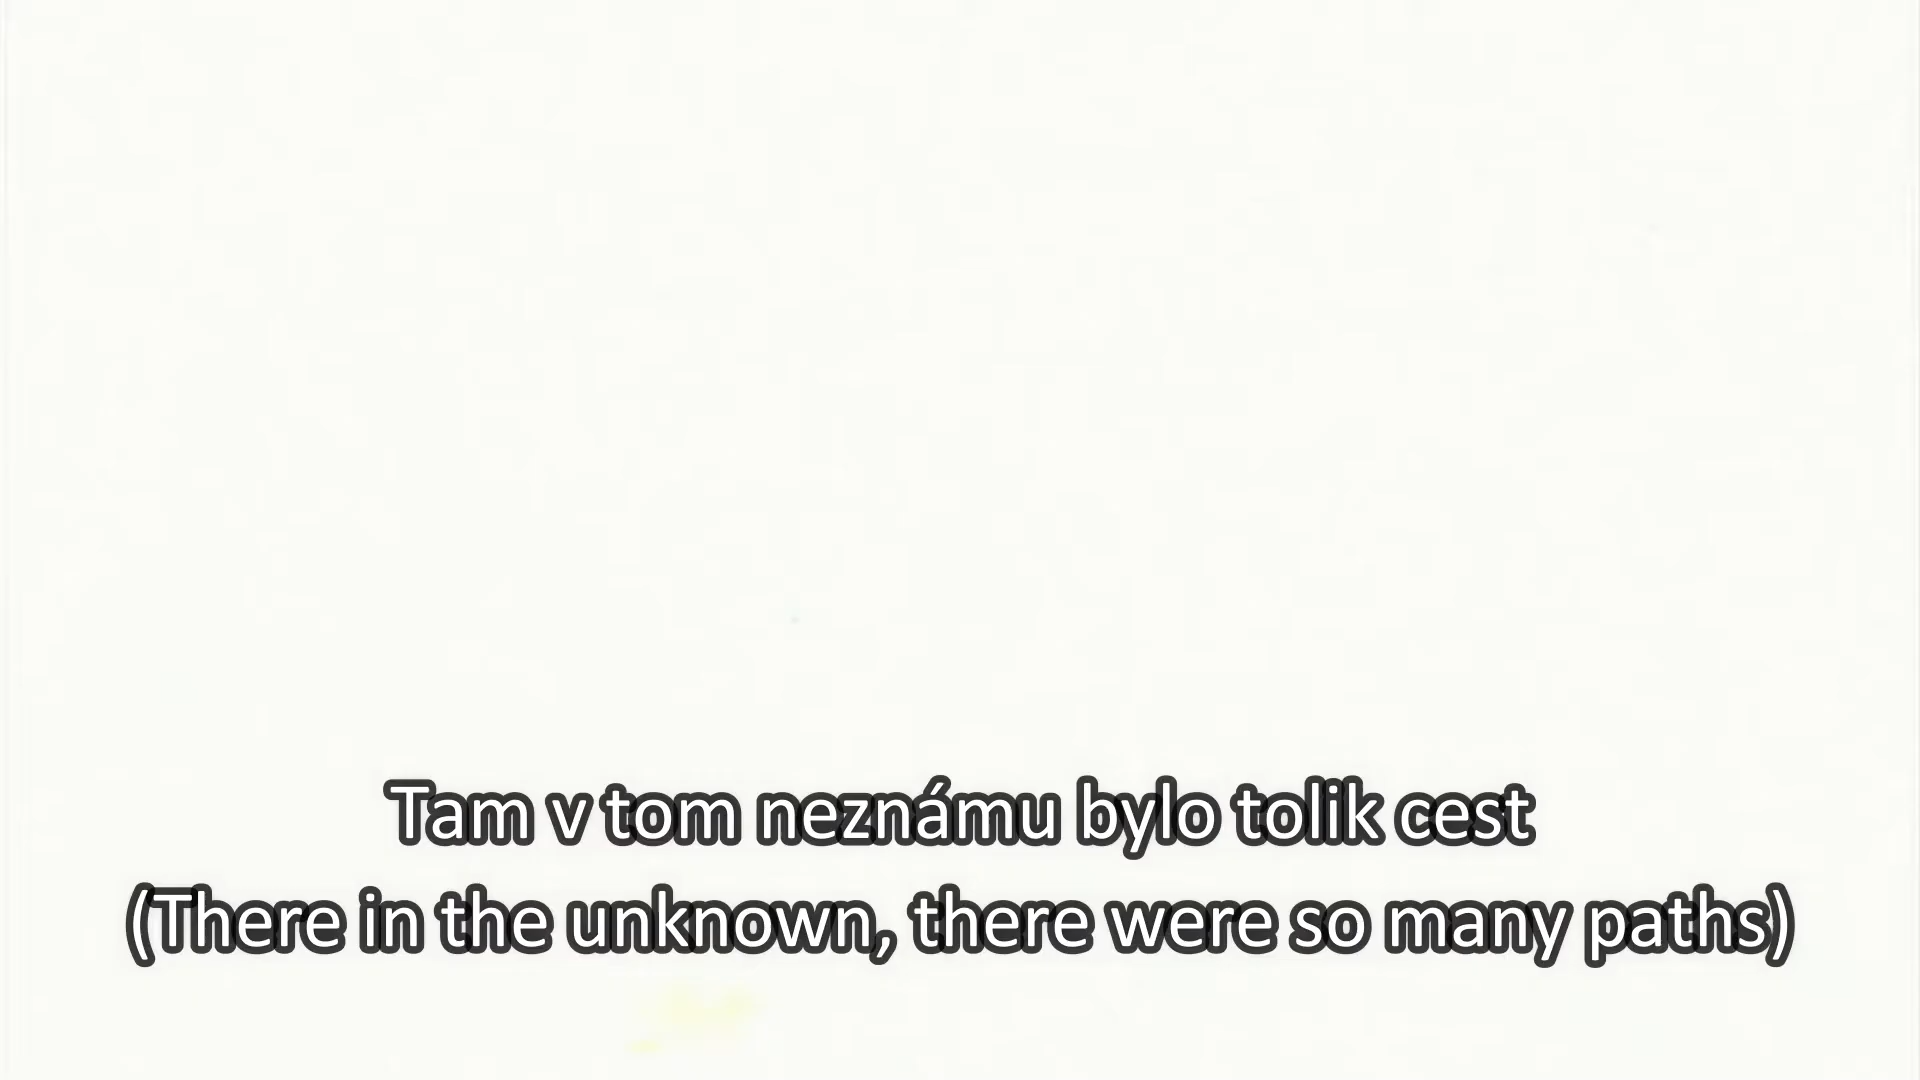 Tam v tom neznámu bylo tolik cest
(There in the unknown, there were so many paths)